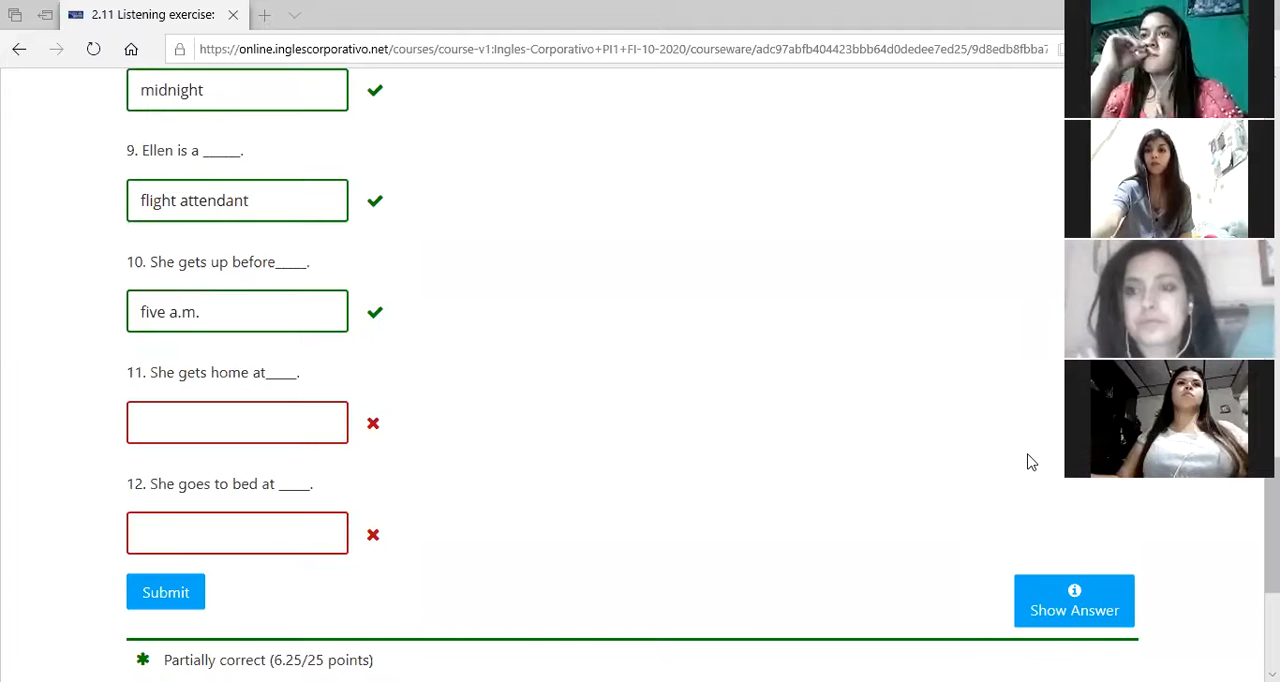 2.11 Listening exercise:
https://online.inglescorporativo.net/courses/course-v1:Ingles-Corporativo+PI1+FI-10-2020/courseware/adc97abfb404423bbb64d0dedee7ed25/9d8edb8fbba7
midnight
9. Ellen is a ______.
flight attendant
10. She gets up before_____.
five a.m.
11. She gets home at_____.
12. She goes to bed at _____.
Submit
Show Answer
Partially correct (6.25/25 points)